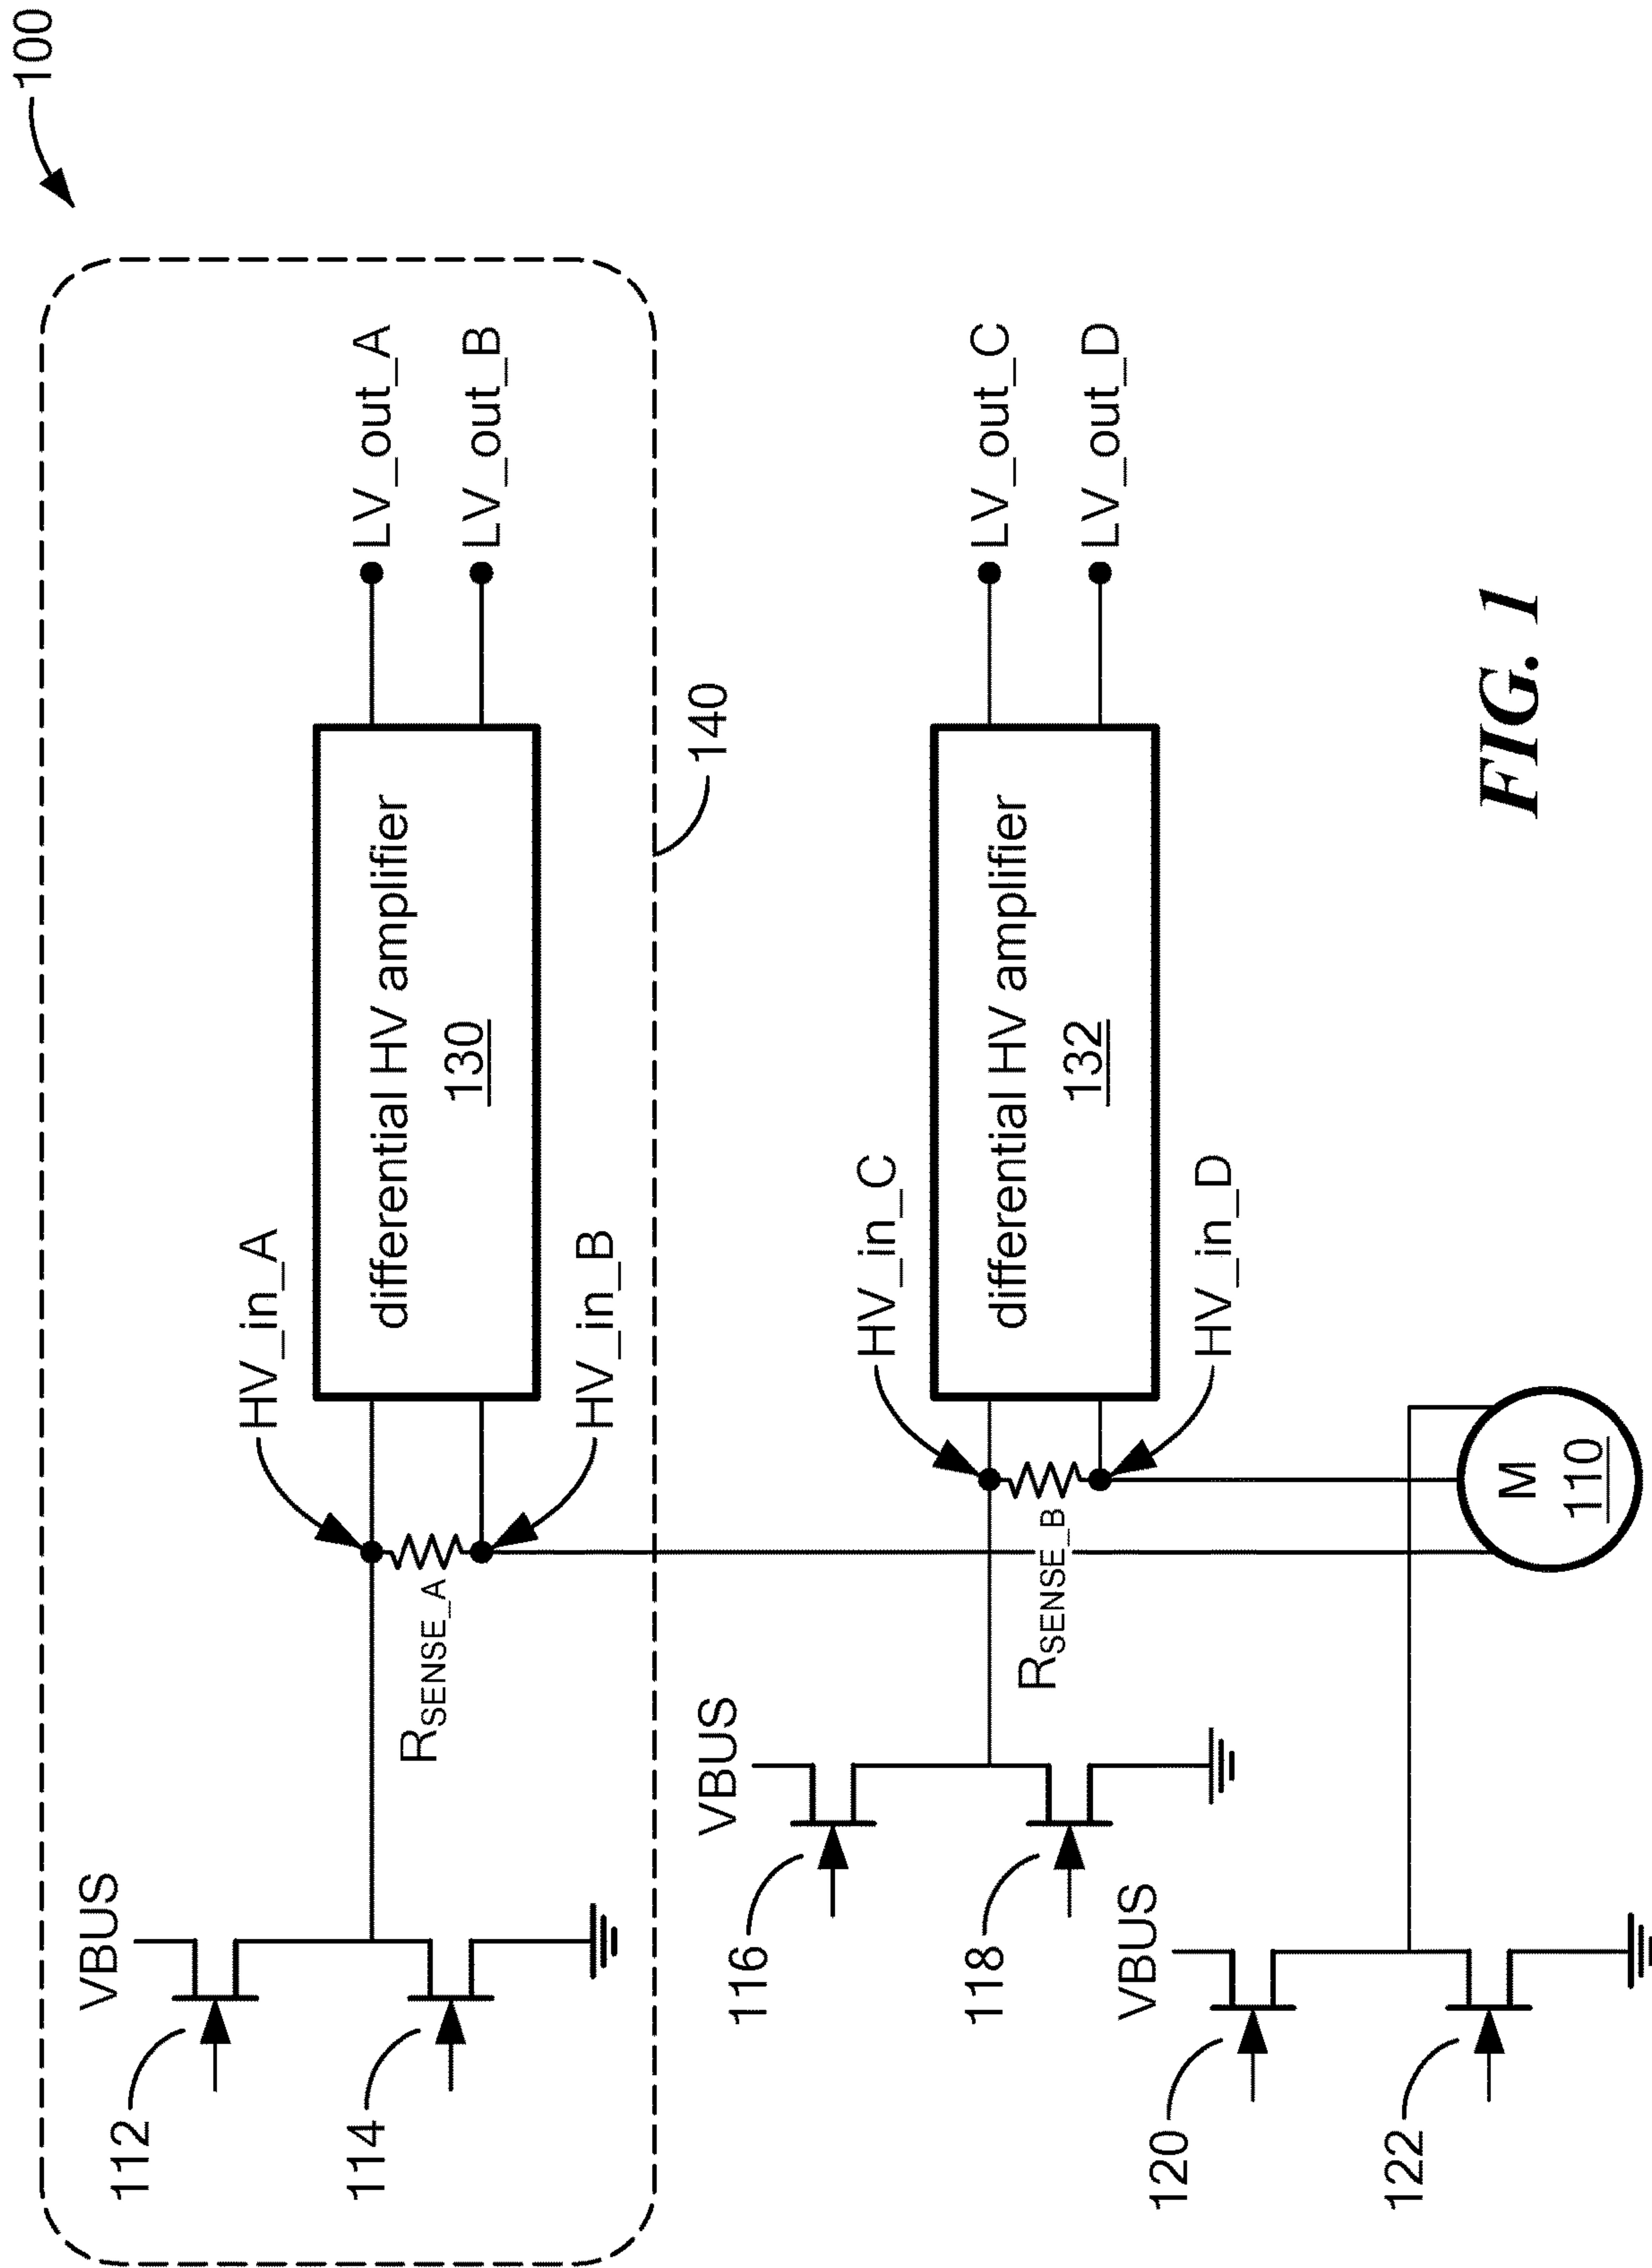 100
VBUS
112
114
HV_in_A
HV_in_B
RSENSE_A
differential HV amplifier
130
LV_out_A
LV_out_B
140
VBUS
116
118
HV_in_C
HV_in_D
RSENSE_B
differential HV amplifier
132
LV_out_C
LV_out_D
VBUS
120
122
M
110
FIG. 1